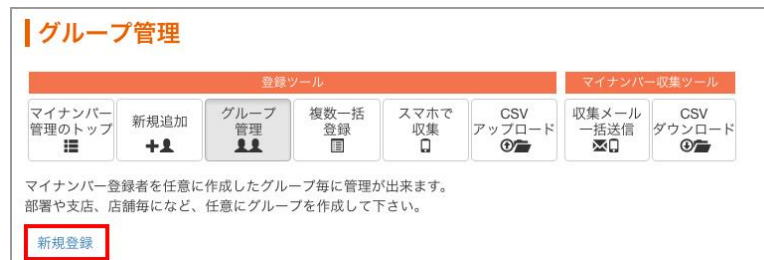 グループ管理
登録ツール
マイナンバー収集ツール
マイナンバー
管理のトップ
新規追加
グループ
管理
複数一括
登録
スマホで
収集
CSV
アップロード
収集メール
一括送信
CSV
ダウンロード
マイナンバー登録者を任意に作成したグループ毎に管理が出来ます。
部署や支店、店舗毎になど、任意にグループを作成して下さい。
新規登録